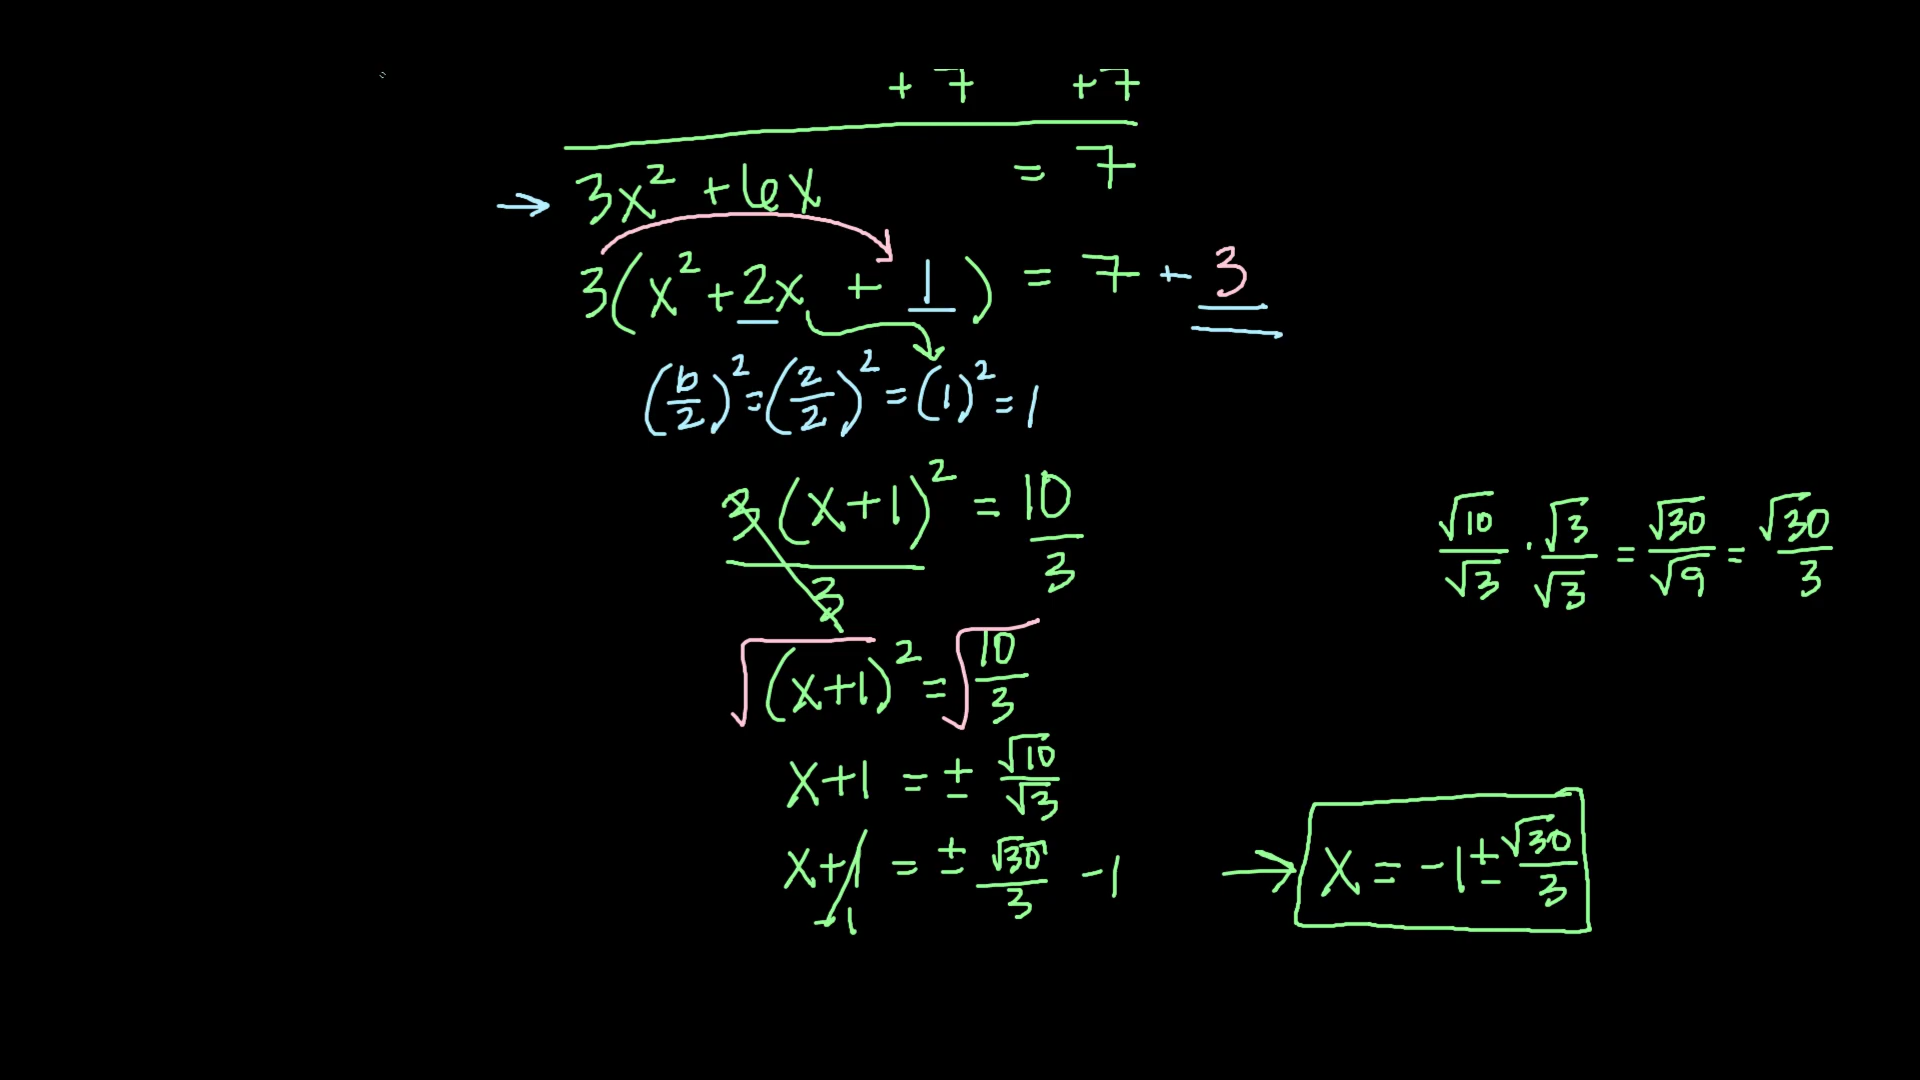 +7 +7
→ 3x² + 6x = 7
3(x² + 2x + 1) = 7 + 3
(b/2)² = (2/2)² = (1)² = 1
3(x+1)²/3 = 10/3
√10/√3 · √3/√3 = √30/√9 = √30/3
√(x+1)² = √10/3
x+1 = ± √10/√3
x+1 = ± √30/3 -1
-1
→ x = -1 ± √30/3